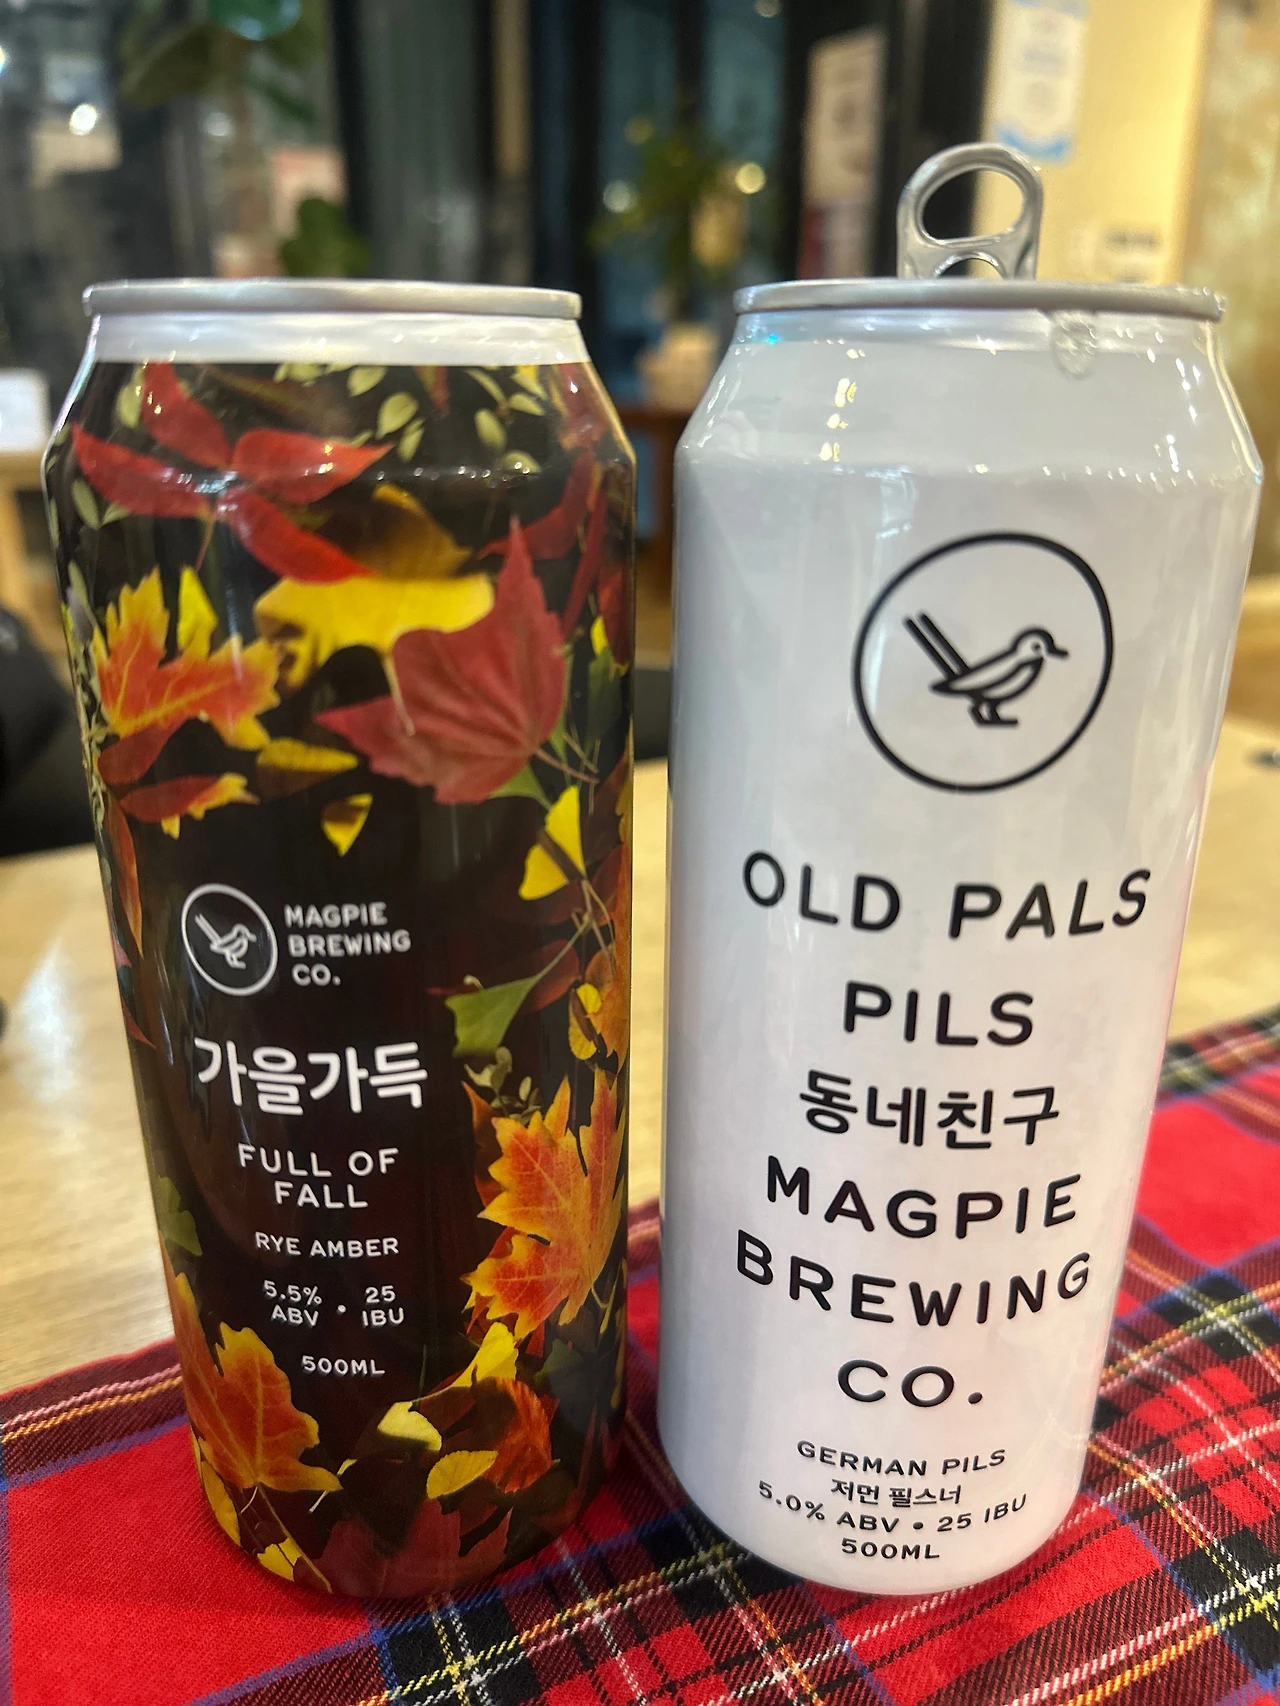 MAGPIE
BREWING
CO.
가을가득
FULL OF
FALL
RYE AMBER
5.5% ABV • 25 IBU
500ML
OLD PALS
PILS
동네친구
MAGPIE
BREWING
CO.
GERMAN PILS
저먼 필스너
5.0% ABV • 25 IBU
500ML